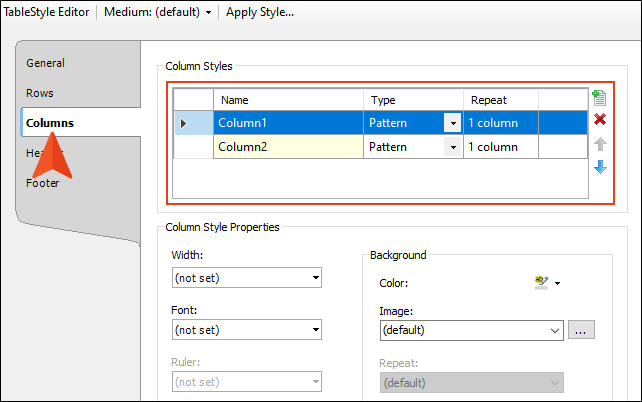 TableStyle Editor Medium: (default) Apply Style...
General
Rows
Columns
Footer
Column Styles
Name Type Repeat
Column1 Pattern 1 column
Column2 Pattern 1 column
Column Style Properties
Width:
(not set)
Font:
(not set)
Ruler:
(not set)
Background
Color:
ab
Image:
(default)
...
Repeat:
(default)